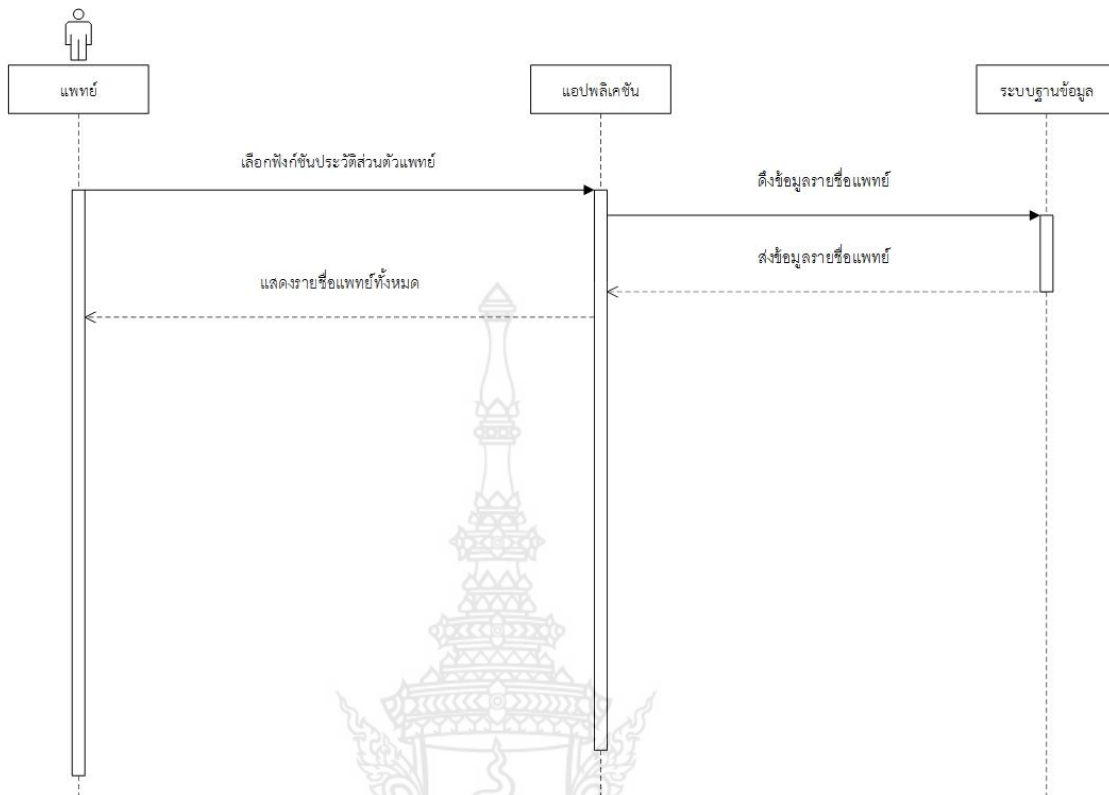 แพทย์
แอปพลิเคชัน
ระบบฐานข้อมูล
เลือกฟังก์ชันประวัติส่วนตัวแพทย์
ดึงข้อมูลรายชื่อแพทย์
ส่งข้อมูลรายชื่อแพทย์
แสดงรายชื่อแพทย์ทั้งหมด